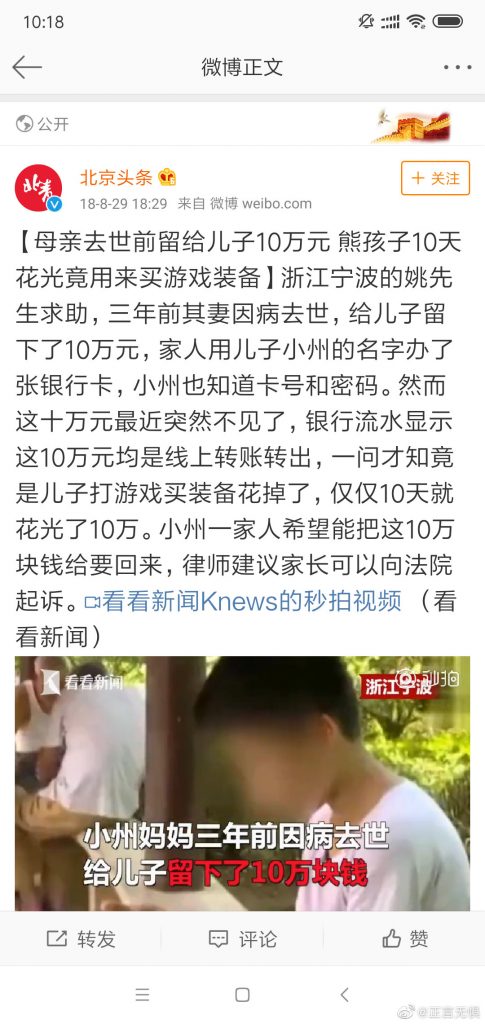 10:18
微博正文
公开
北青
北京头条
+ 关注
18-8-29 18:29 来自 微博 weibo.com
【母亲去世前留给儿子10万元 熊孩子10天
花光竟用来买游戏装备】浙江宁波的姚先
生求助，三年前其妻因病去世，给儿子留
下了10万元，家人用儿子小州的名字办了
张银行卡，小州也知道卡号和密码。然而
这十万元最近突然不见了，银行流水显示
这10万元均是线上转账转出，一问才知竟
是儿子打游戏买装备花掉了，仅仅10天就
花光了10万。小州一家人希望能把这10万
块钱给要回来，律师建议家长可以向法院
起诉。看看新闻Knews的秒拍视频 （看
看新闻）
看看新闻
秒拍
浙江宁波
小州妈妈三年前因病去世
给儿子留下了10万块钱
转发
评论
赞
@正言无惧